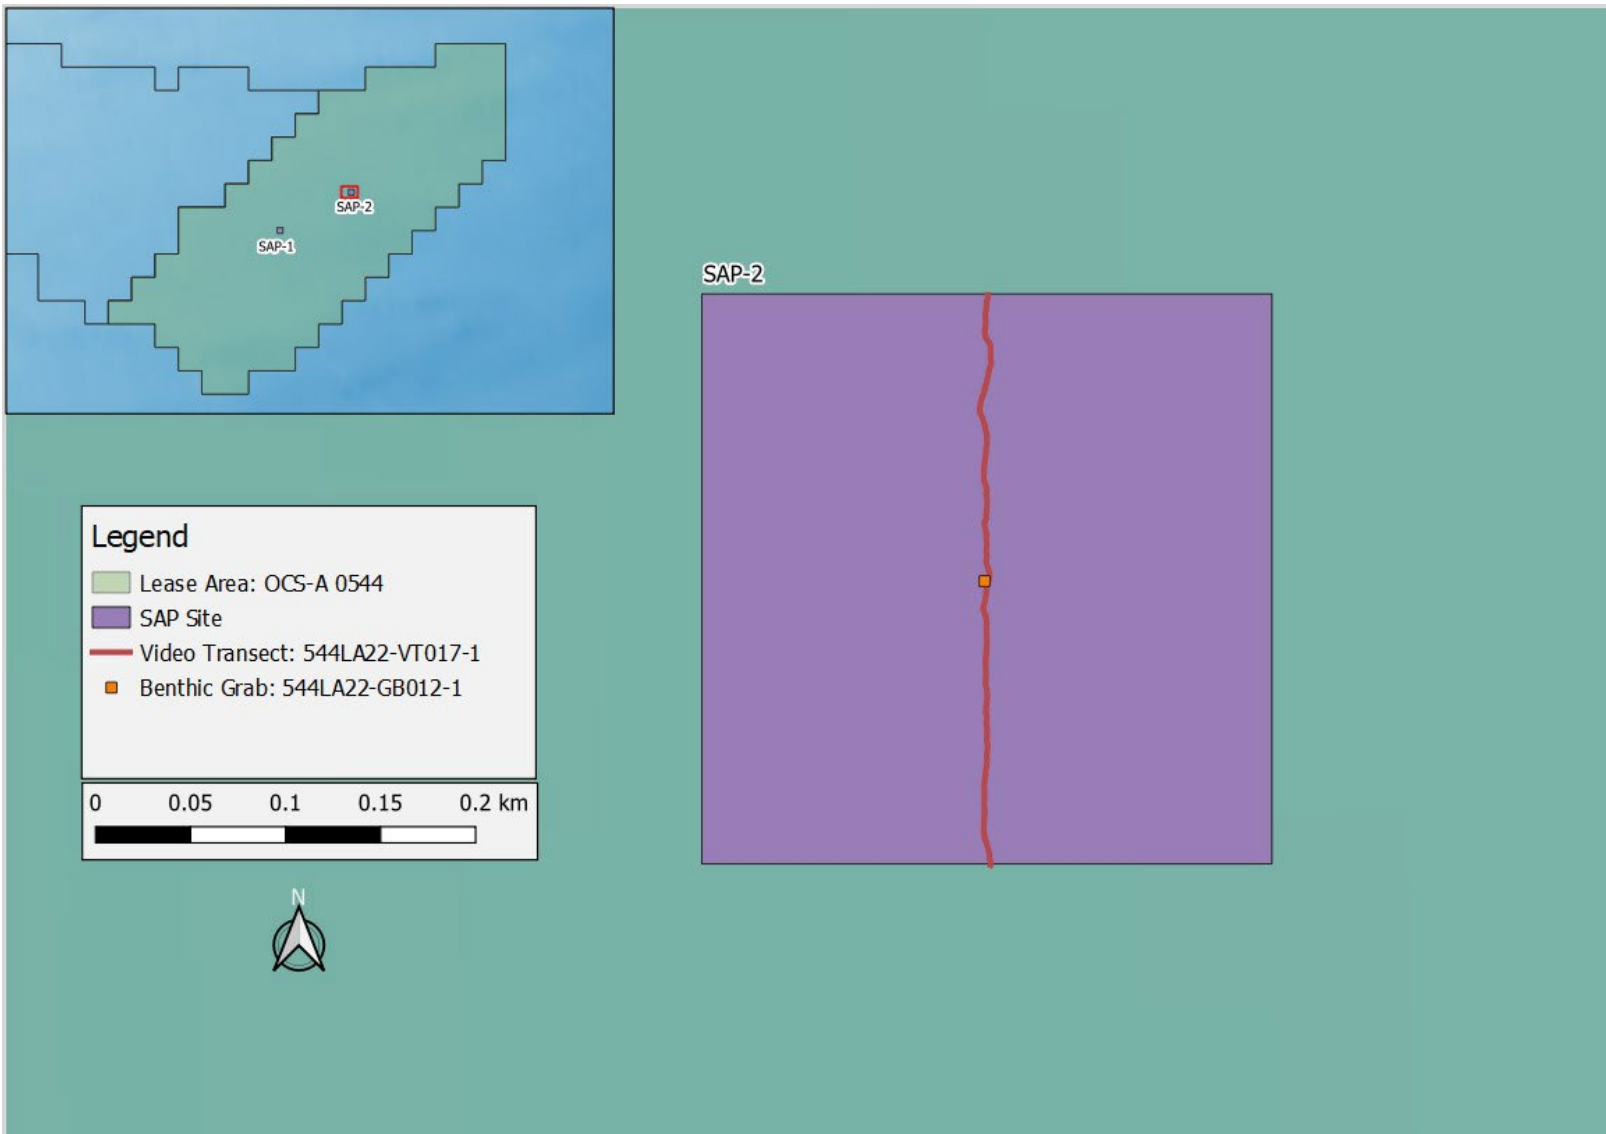 SAP-2
SAP-1
SAP-2
Legend
Lease Area: OCS-A 0544
SAP Site
Video Transect: 544LA22-VT017-1
Benthic Grab: 544LA22-GB012-1
0 0.05 0.1 0.15 0.2 km
N